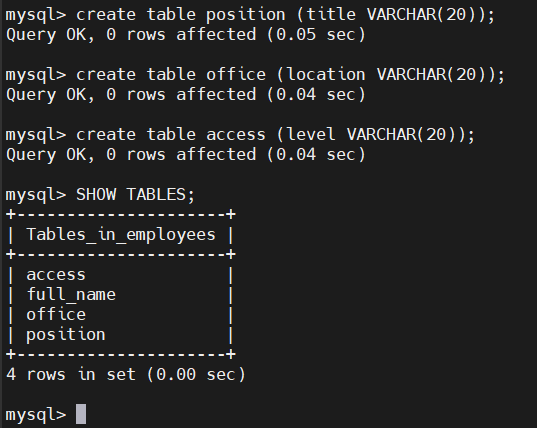 mysql> create table position (title VARCHAR(20));
Query OK, 0 rows affected (0.05 sec)
mysql> create table office (location VARCHAR(20));
Query OK, 0 rows affected (0.04 sec)
mysql> create table access (level VARCHAR(20));
Query OK, 0 rows affected (0.04 sec)
mysql> SHOW TABLES;
+---------------------+
| Tables_in_employees |
+---------------------+
| access              |
| full_name           |
| office              |
| position            |
+---------------------+
4 rows in set (0.00 sec)
mysql>